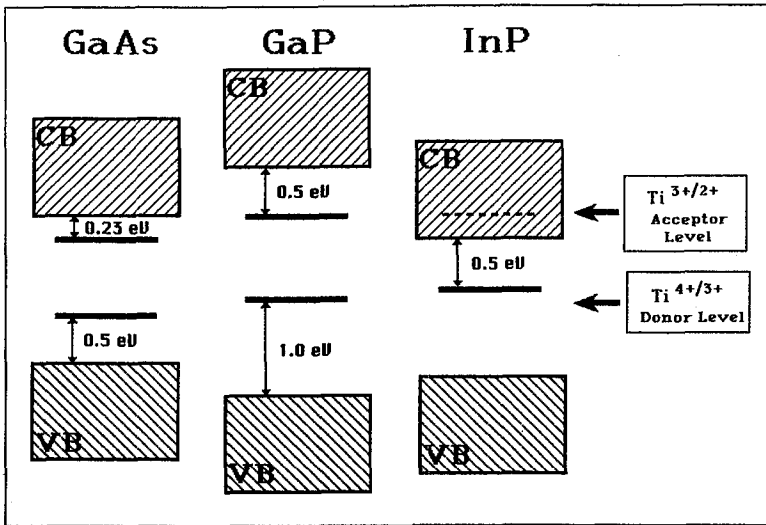 GaAs GaP InP
CB
CB
CB
0.5 eV
0.23 eV
0.5 eV
0.5 eV
1.0 eV
VB
VB
VB
Ti 3+/2+
Acceptor
Level
Ti 4+/3+
Donor Level